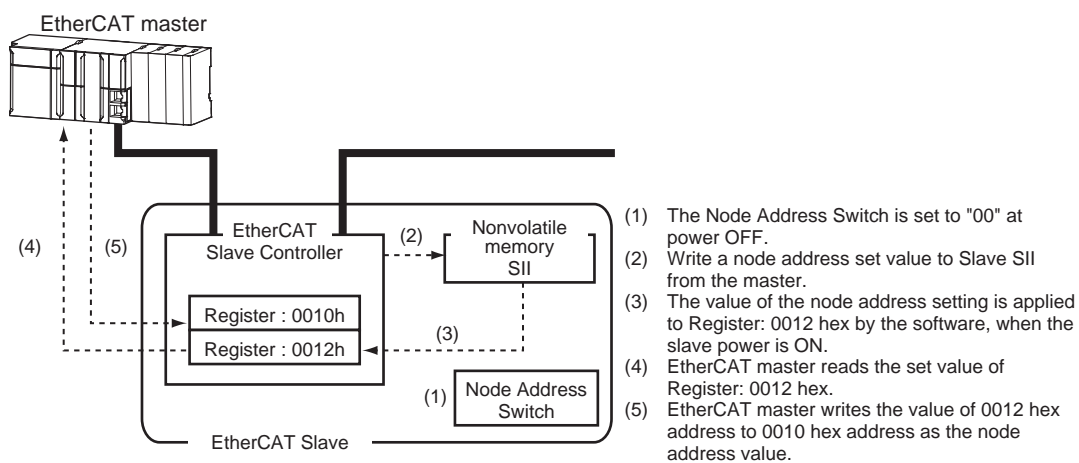 EtherCAT master
EtherCAT
Slave Controller
(2)
Nonvolatile
memory
SII
(4)
(5)
Register : 0010h
Register : 0012h
(3)
(1)
Node Address
Switch
EtherCAT Slave
(1) The Node Address Switch is set to "00" at
power OFF.
(2) Write a node address set value to Slave SII
from the master.
(3) The value of the node address setting is applied
to Register: 0012 hex by the software, when the
slave power is ON.
(4) EtherCAT master reads the set value of
Register: 0012 hex.
(5) EtherCAT master writes the value of 0012 hex
address to 0010 hex address as the node
address value.